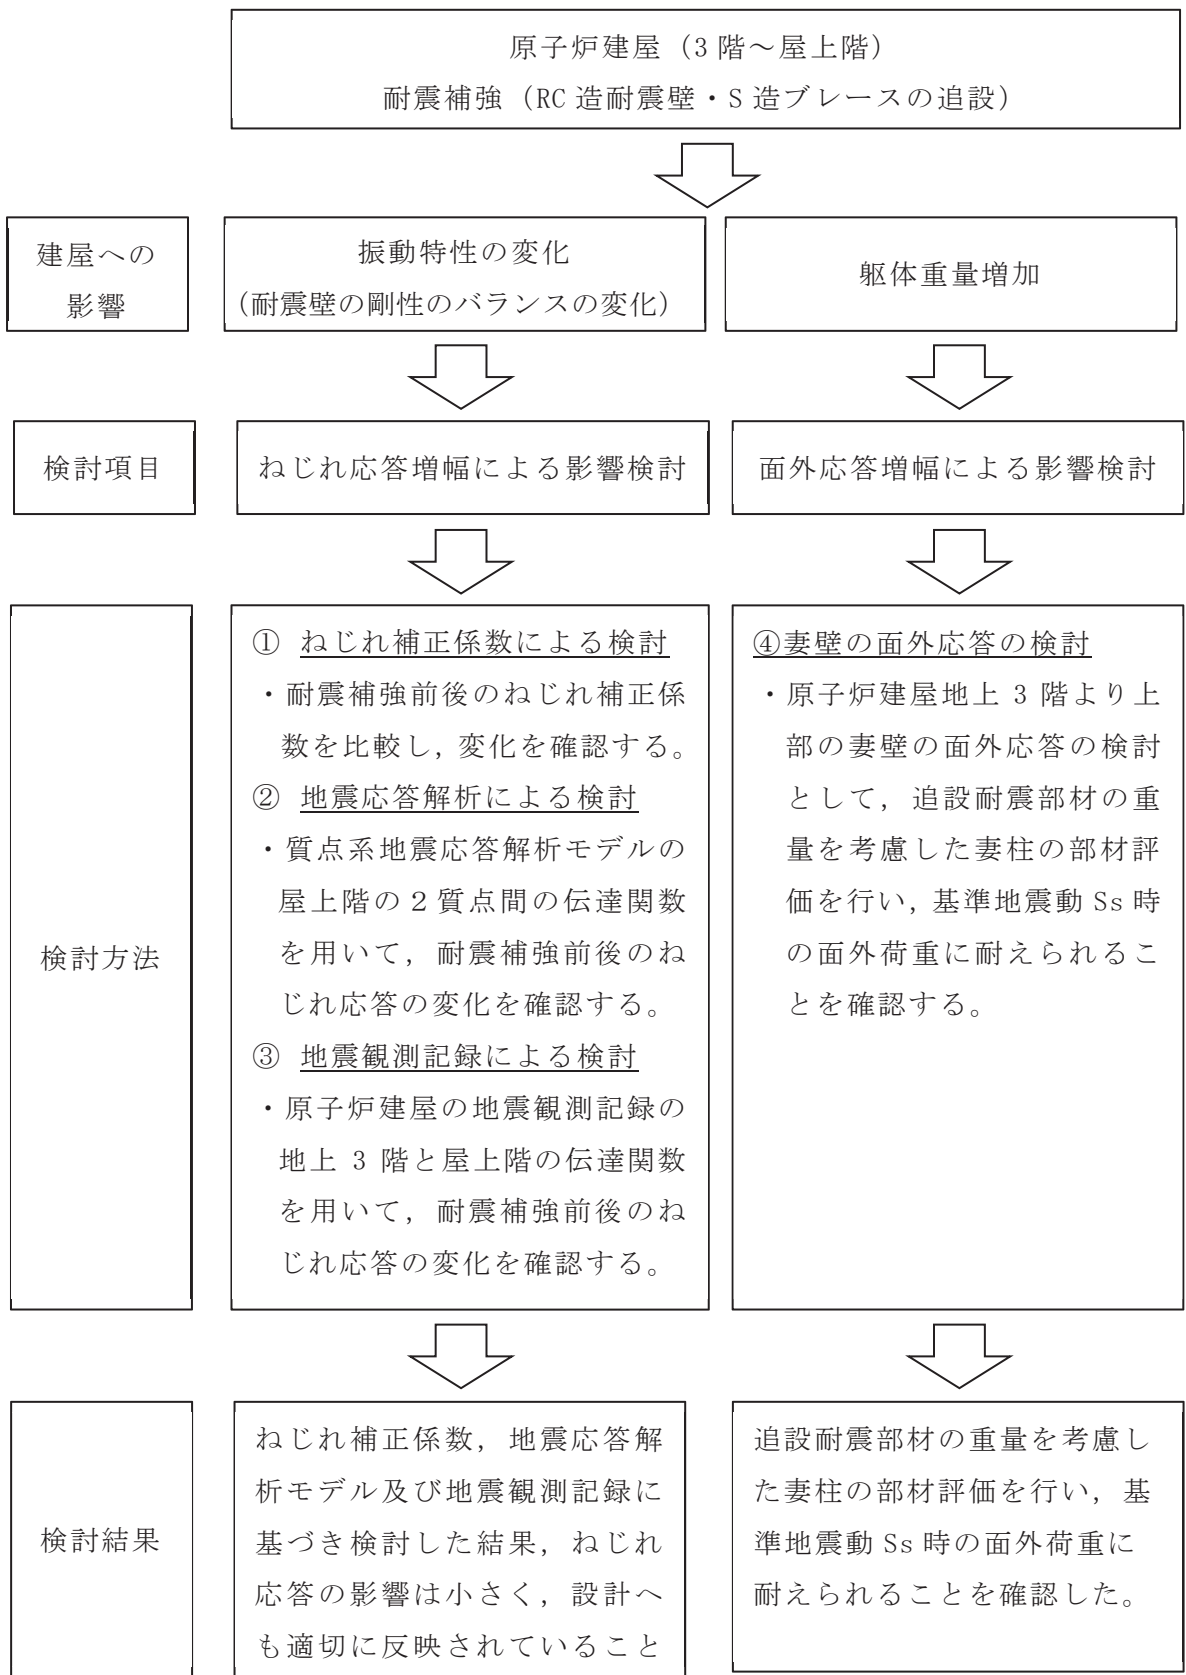 原子炉建屋（3階～屋上階）
耐震補強（RC造耐震壁・S造ブレースの追設）
建屋への
影響
振動特性の変化
(耐震壁の剛性のバランスの変化)
躯体重量増加
検討項目
ねじれ応答増幅による影響検討
面外応答増幅による影響検討
検討方法
① ねじれ補正係数による検討
・耐震補強前後のねじれ補正係
数を比較し，変化を確認する。
② 地震応答解析による検討
・質点系地震応答解析モデルの
屋上階の２質点間の伝達関数
を用いて，耐震補強前後のね
じれ応答の変化を確認する。
③ 地震観測記録による検討
・原子炉建屋の地震観測記録の
地上 3 階と屋上階の伝達関数
を用いて，耐震補強前後のね
じれ応答の変化を確認する。
④妻壁の面外応答の検討
・原子炉建屋地上 3 階より上
部の妻壁の面外応答の検討
として，追設耐震部材の重
量を考慮した妻柱の部材評
価を行い，基準地震動 Ss 時
の面外荷重に耐えられるこ
とを確認する。
検討結果
ねじれ補正係数，地震応答解
析モデル及び地震観測記録に
基づき検討した結果，ねじれ
応答の影響は小さく，設計へ
も適切に反映されていること
追設耐震部材の重量を考慮し
た妻柱の部材評価を行い，基
準地震動 Ss 時の面外荷重に
耐えられることを確認した。